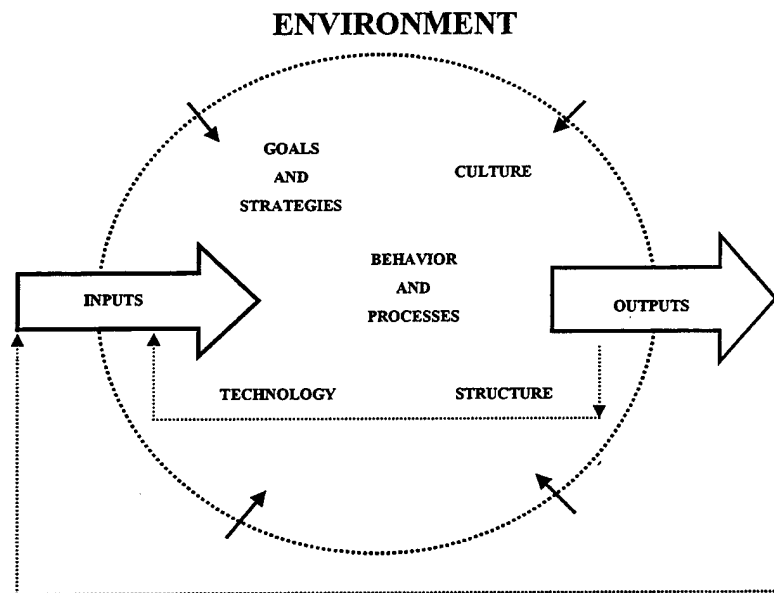 ENVIRONMENT
GOALS
AND
STRATEGIES
CULTURE
BEHAVIOR
AND
PROCESSES
INPUTS
OUTPUTS
TECHNOLOGY
STRUCTURE